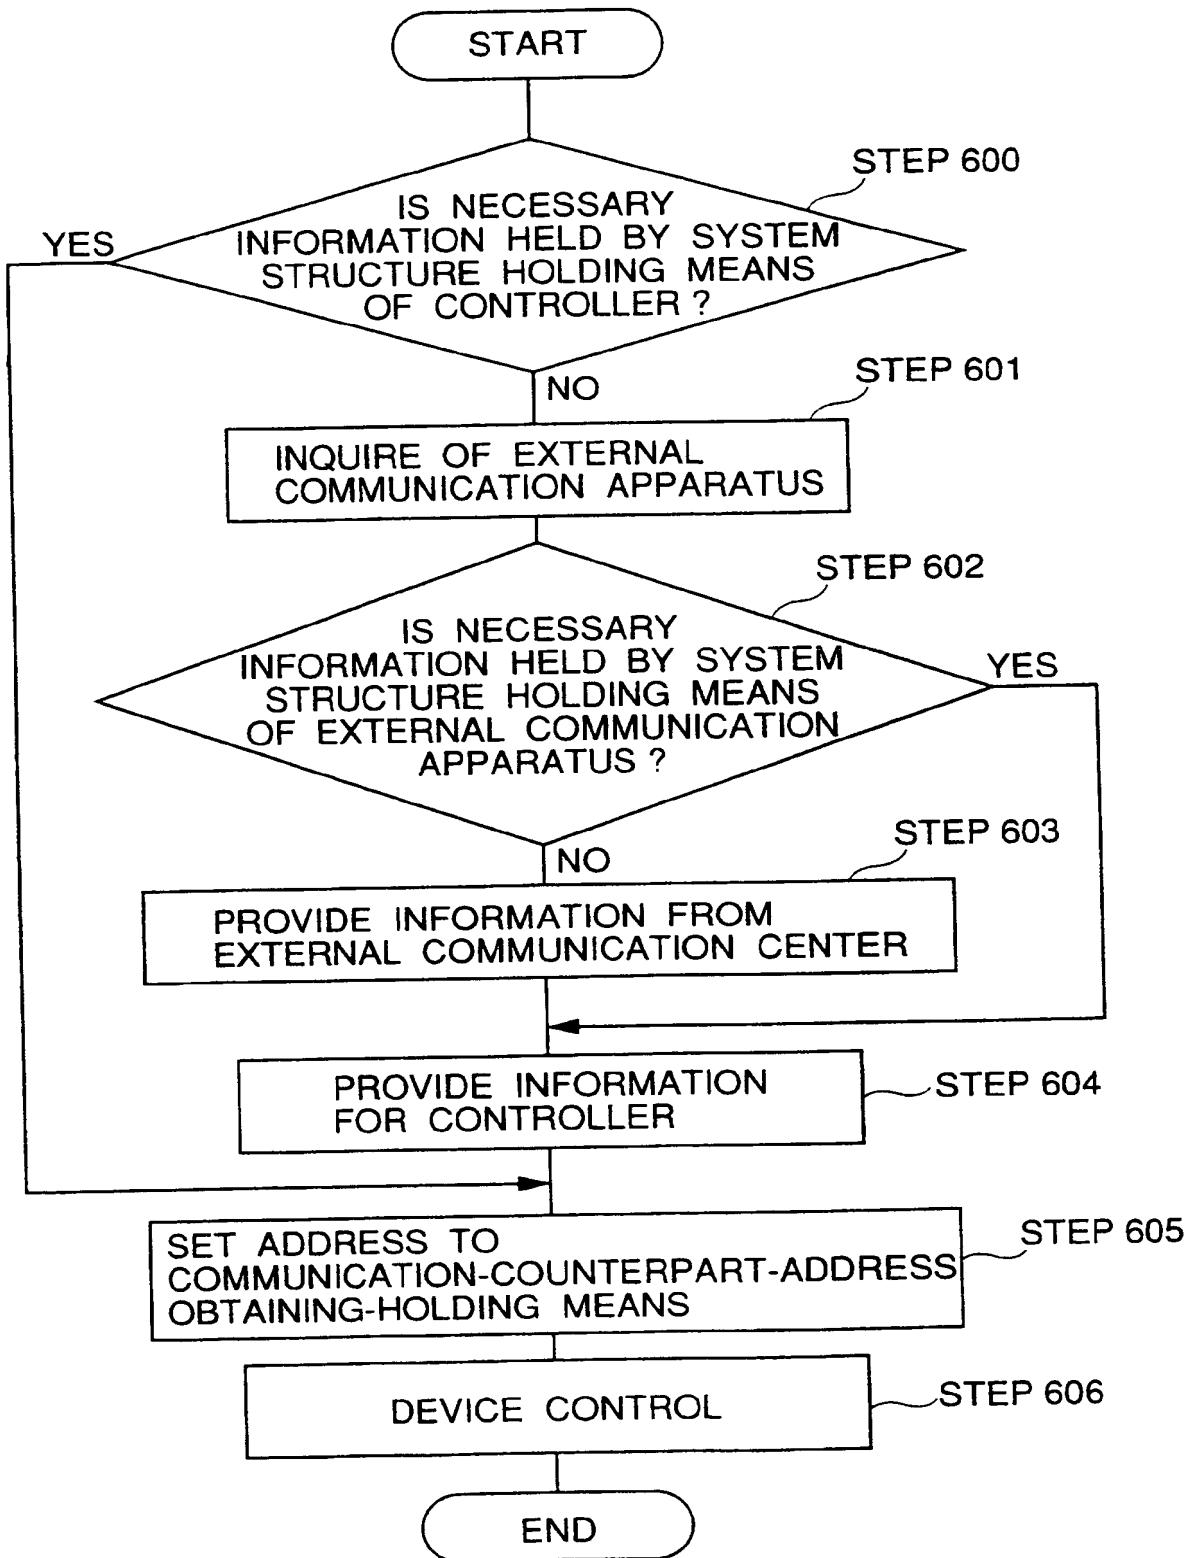 START
STEP 600
IS NECESSARY
INFORMATION HELD BY SYSTEM
STRUCTURE HOLDING MEANS
OF CONTROLLER ?
YES
NO
STEP 601
INQUIRE OF EXTERNAL
COMMUNICATION APPARATUS
STEP 602
IS NECESSARY
INFORMATION HELD BY SYSTEM
STRUCTURE HOLDING MEANS
OF EXTERNAL COMMUNICATION
APPARATUS ?
YES
NO
STEP 603
PROVIDE INFORMATION FROM
EXTERNAL COMMUNICATION CENTER
PROVIDE INFORMATION
FOR CONTROLLER
STEP 604
SET ADDRESS TO
COMMUNICATION-COUNTERPART-ADDRESS
OBTAINING-HOLDING MEANS
STEP 605
DEVICE CONTROL
STEP 606
END